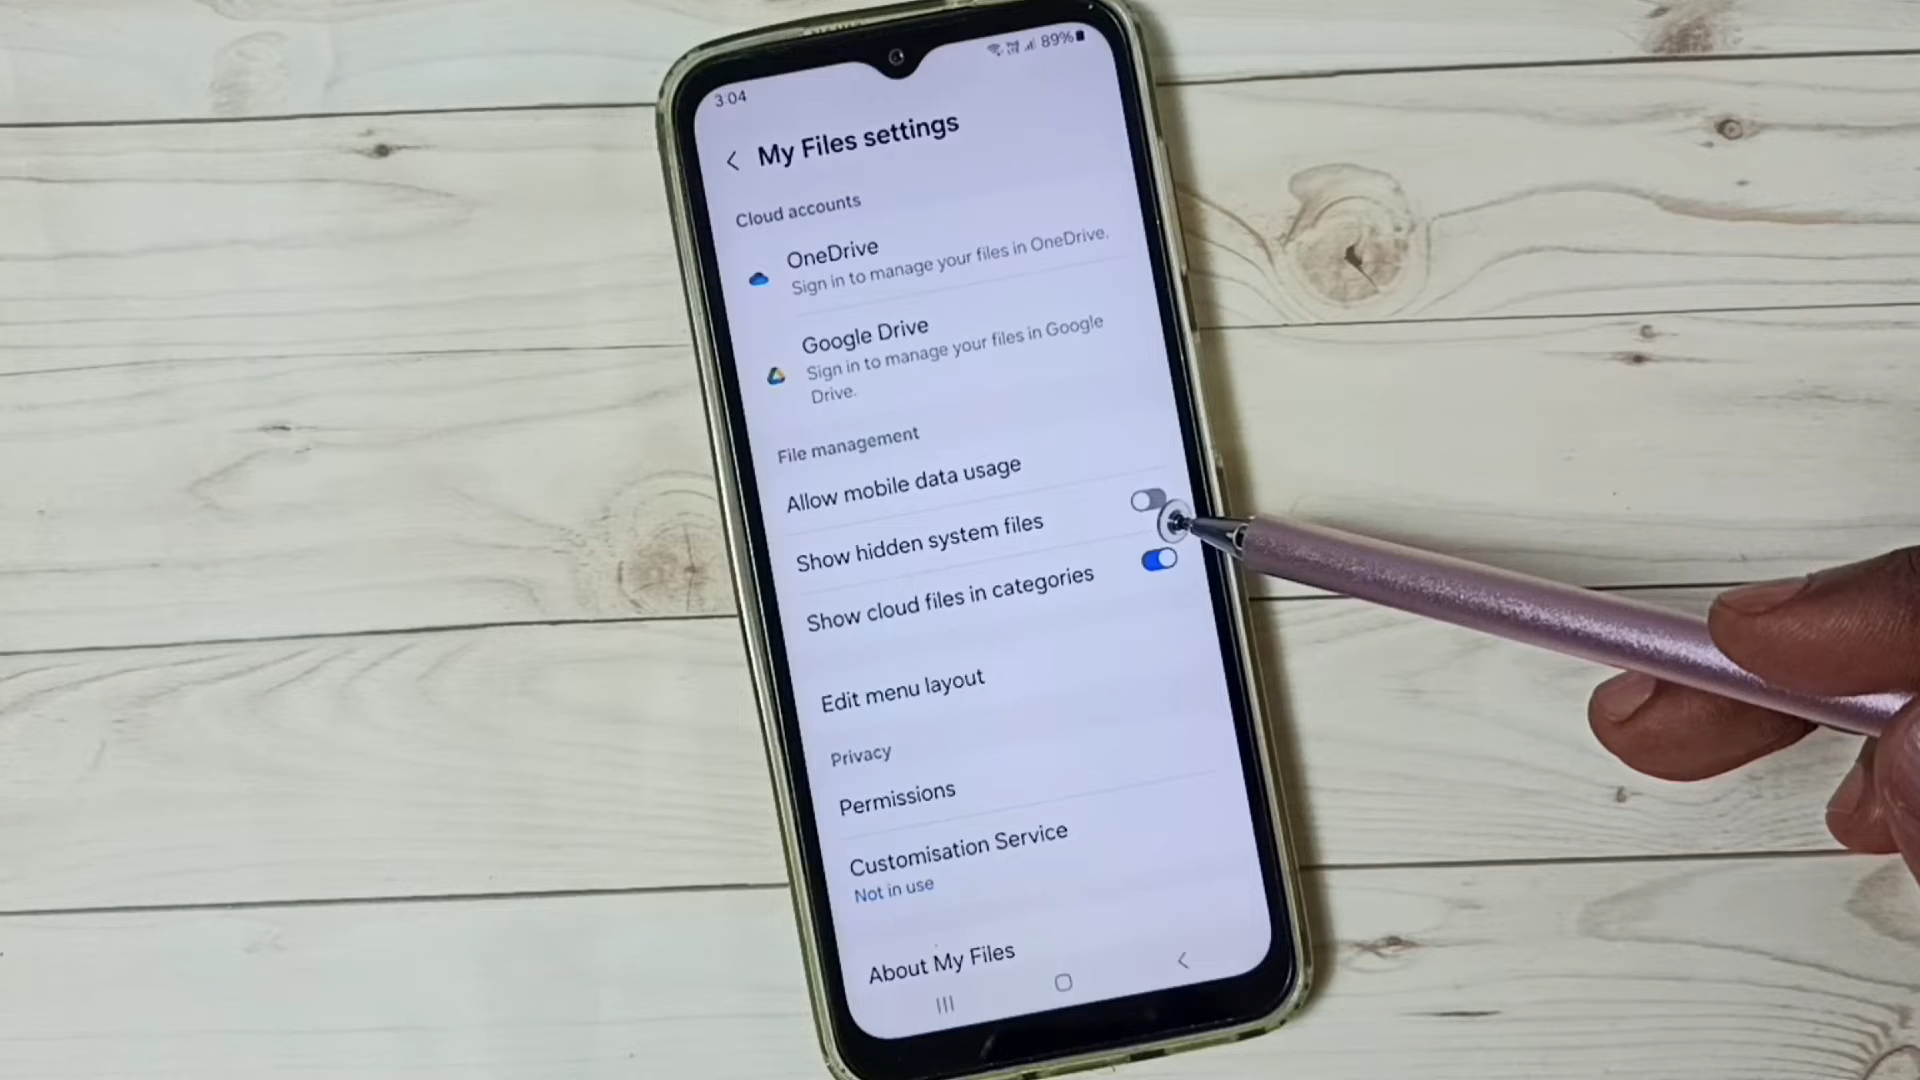 3:04
89%
My Files settings
Cloud accounts
OneDrive
Sign in to manage your files in OneDrive.
Google Drive
Sign in to manage your files in Google
Drive.
File management
Allow mobile data usage
Show hidden system files
Show cloud files in categories
Edit menu layout
Privacy
Permissions
Customisation Service
Not in use
About My Files